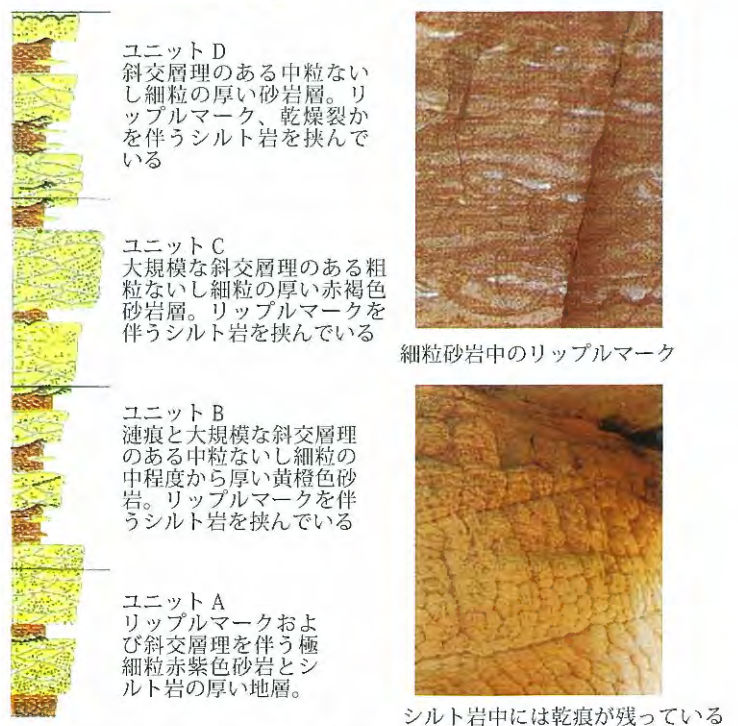 ユニット D
斜交層理のある中粒ない
し細粒の厚い砂岩層。リ
ップルマーク、乾燥裂か
を伴うシルト岩を挟んで
いる
ユニット C
大規模な斜交層理のある粗
粒ないし細粒の厚い赤褐色
砂岩層。リップルマークを
伴うシルト岩を挟んでいる
ユニット B
漣痕と大規模な斜交層理
のある中粒ないし細粒の
中程度から厚い黄橙色砂
岩。リップルマークを伴
うシルト岩を挟んでいる
ユニット A
リップルマークおよ
び斜交層理を伴う極
細粒赤紫色砂岩とシ
ルト岩の厚い地層。
細粒砂岩中のリップルマーク
シルト岩中には乾痕が残っている